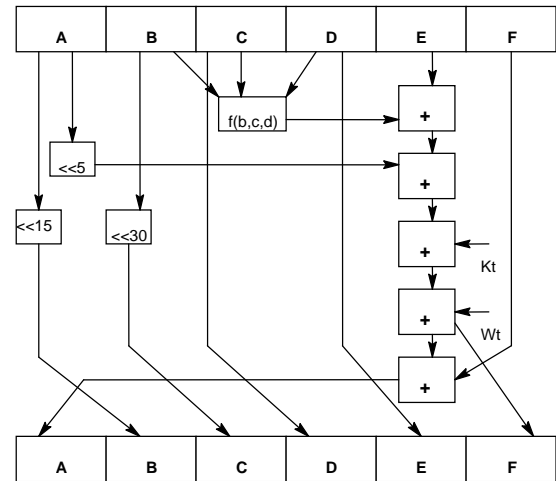 A B C D E F
f(b,c,d)
+
<<5
+
<<15
<<30
+
Kt
+
Wt
+
A B C D E F